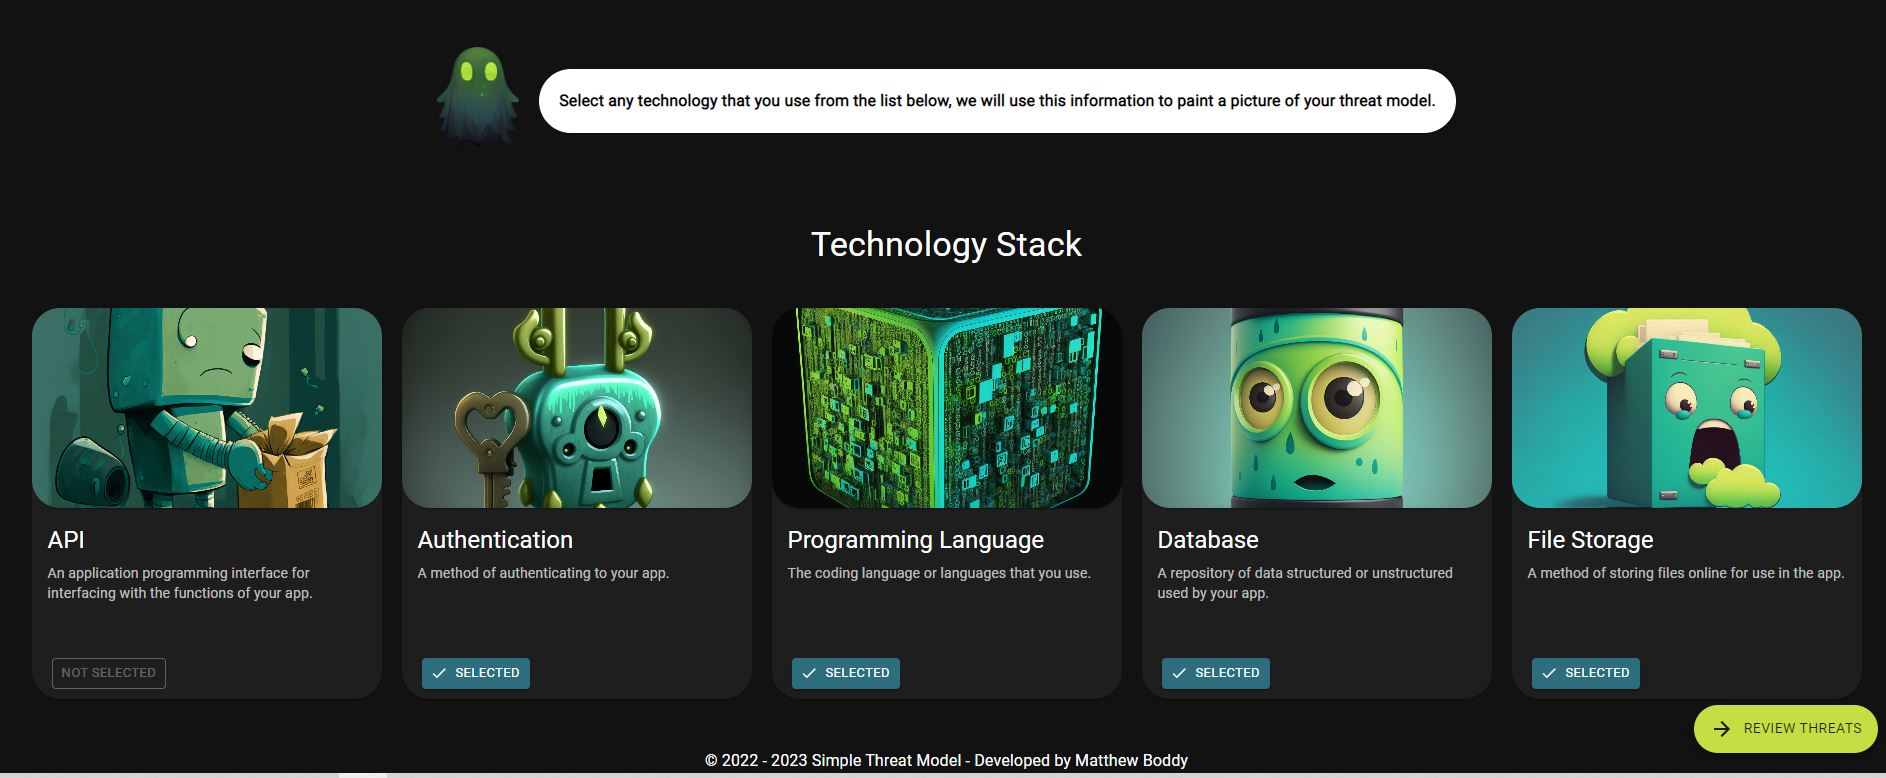 Select any technology that you use from the list below, we will use this information to paint a picture of your threat model.
Technology Stack
API
An application programming interface for
interfacing with the functions of your app.
NOT SELECTED
Authentication
A method of authenticating to your app.
SELECTED
Programming Language
The coding language or languages that you use.
SELECTED
Database
A repository of data structured or unstructured
used by your app.
SELECTED
File Storage
A method of storing files online for use in the app.
SELECTED
REVIEW THREATS
© 2022 - 2023 Simple Threat Model - Developed by Matthew Boddy